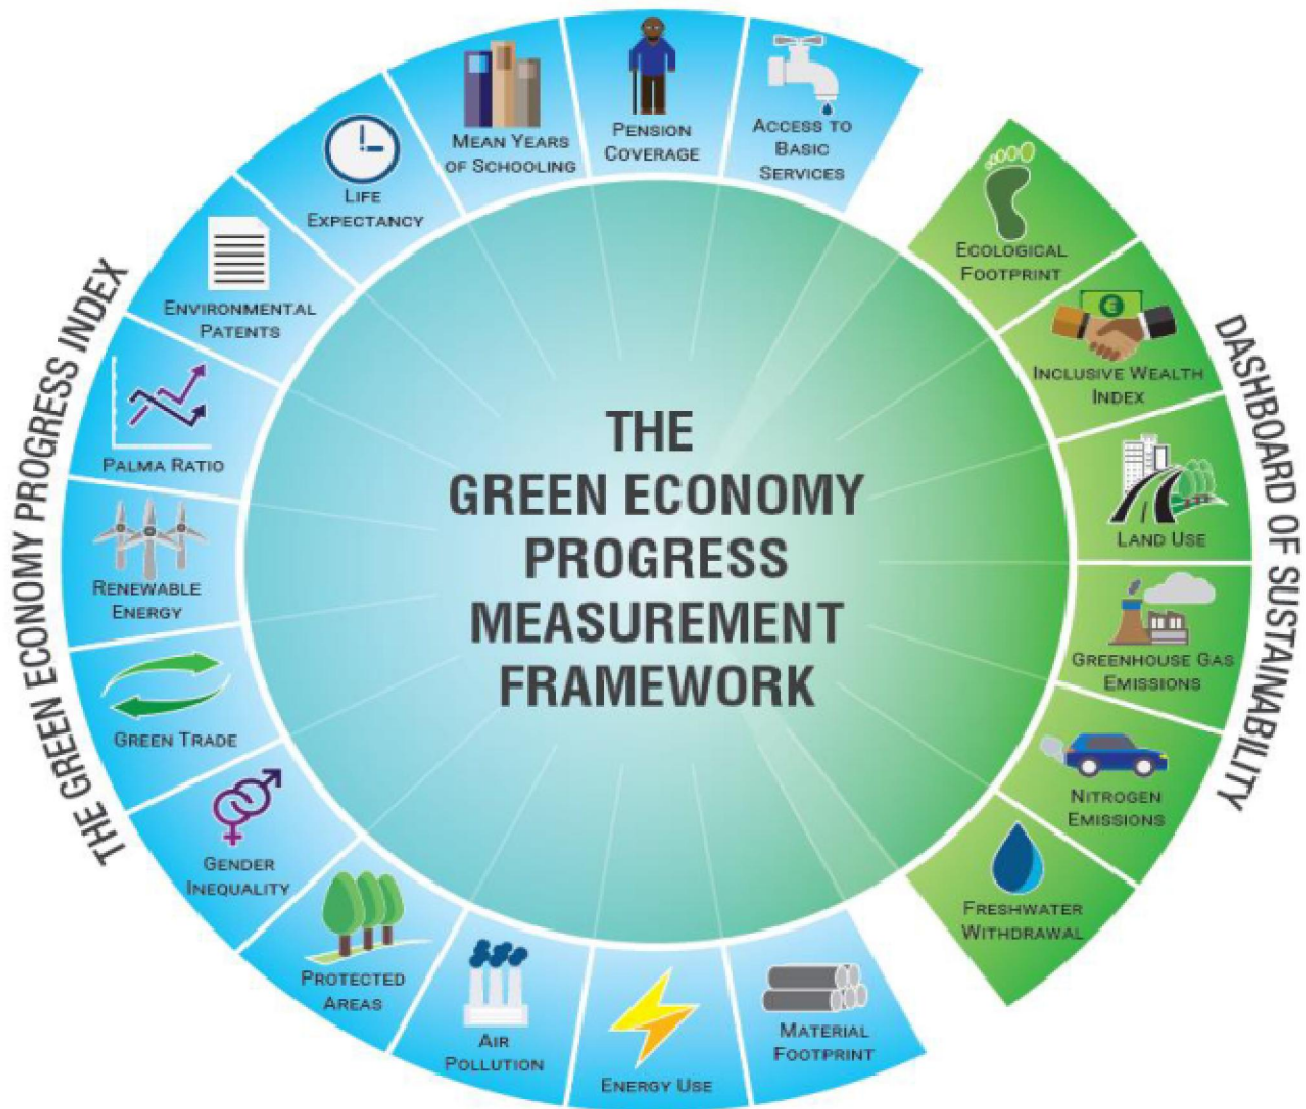 THE
GREEN ECONOMY
PROGRESS
MEASUREMENT
FRAMEWORK
THE GREEN ECONOMY PROGRESS INDEX
ACCESS TO
BASIC
SERVICES
PENSION
COVERAGE
MEAN YEARS
OF SCHOOLING
LIFE
EXPECTANCY
ENVIRONMENTAL
PATENTS
PALMA RATIO
RENEWABLE
ENERGY
GREEN TRADE
GENDER
INEQUALITY
PROTECTED
AREAS
AIR
POLLUTION
ENERGY USE
MATERIAL
FOOTPRINT
DASHBOARD OF SUSTAINABILITY
ECOLOGICAL
FOOTPRINT
INCLUSIVE WEALTH
INDEX
LAND USE
GREENHOUSE GAS
EMISSIONS
NITROGEN
EMISSIONS
FRESHWATER
WITHDRAWAL